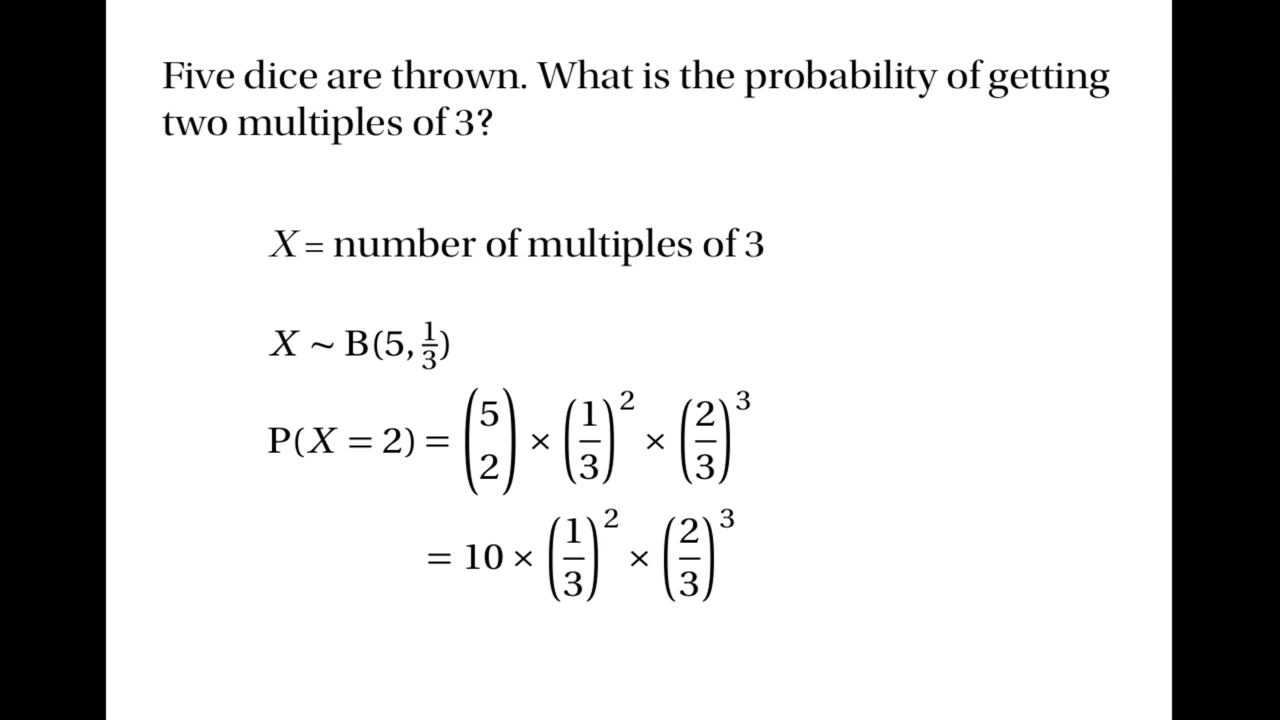 Five dice are thrown. What is the probability of getting
two multiples of 3?
X = number of multiples of 3
X ~ B(5, 1/3)
P(X = 2) = (5 2) × (1/3)^2 × (2/3)^3
= 10 × (1/3)^2 × (2/3)^3